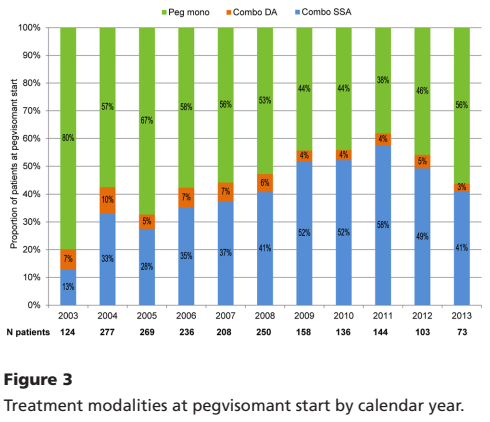 Peg mono Combo DA Combo SSA
Proportion of patients at pegvisomant start
100%
90%
80%
70%
60%
50%
40%
30%
20%
10%
0%
80% 57% 67% 58% 56% 53% 44% 44% 38% 46% 56%
7% 10% 5% 7% 7% 6% 4% 4% 4% 5% 3%
13% 33% 28% 35% 37% 41% 52% 52% 58% 49% 41%
2003 2004 2005 2006 2007 2008 2009 2010 2011 2012 2013
N patients 124 277 269 236 208 250 158 136 144 103 73
Figure 3
Treatment modalities at pegvisomant start by calendar year.